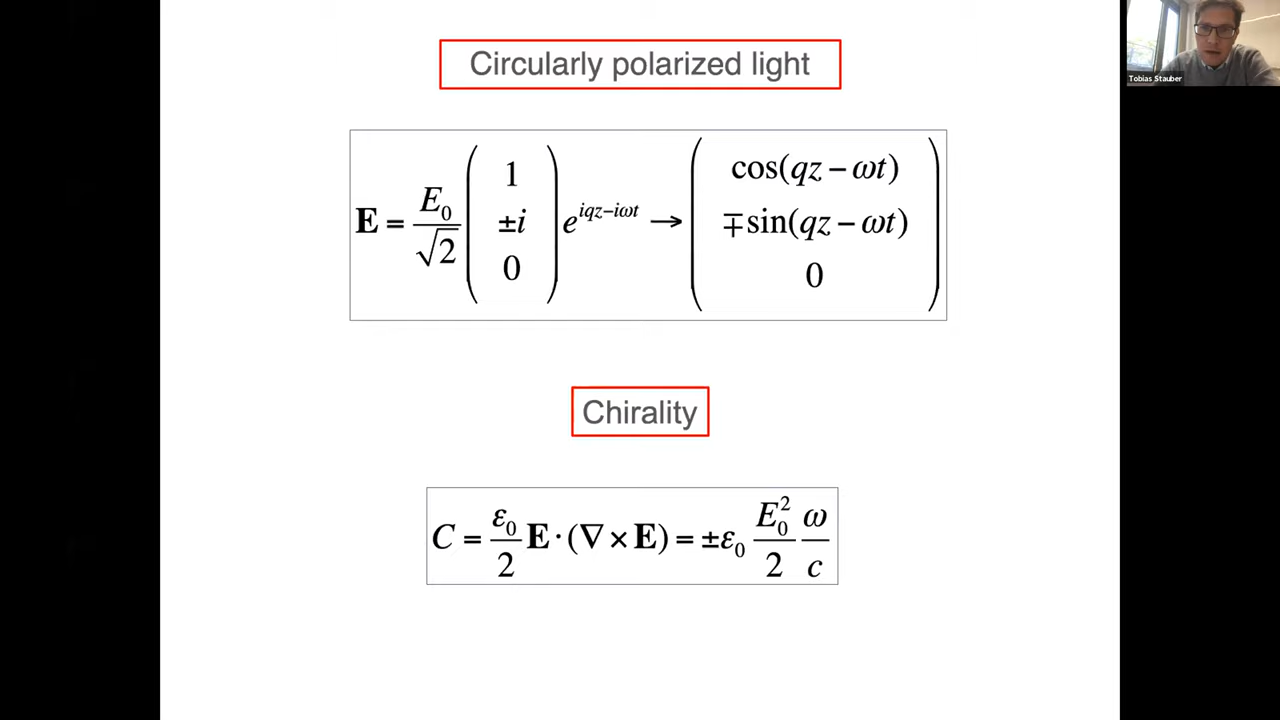 Circularly polarized light
E = E₀/√2 ( 1 ±i 0 ) e^{iqz−iωt} → ( cos(qz − ωt) ∓sin(qz − ωt) 0 )
Chirality
C = ε₀/2 E · (∇ × E) = ±ε₀ E₀²/2 ω/c
Tobias Stauber